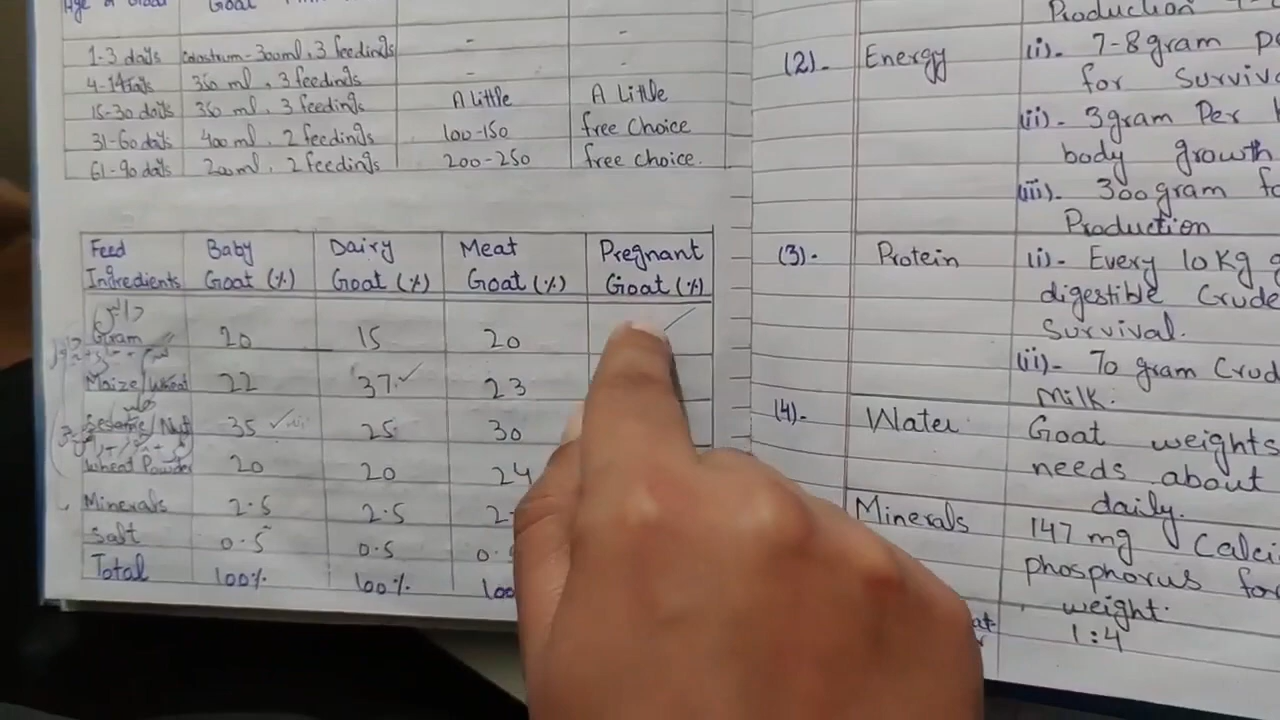 Goat
1-3 days Colostrum-300ml, 3 feedings - -
4-14 days 350 ml, 3 feedings - -
15-30 days 350 ml, 3 feedings A little A little
31-60 days 400 ml, 2 feedings 100-150 free Choice
61-90 days 200ml, 2 feedings 200-250 free choice.
Feed Ingredients Baby Goat (%) Dairy Goat (%) Meat Goat (%) Pregnant Goat (%)
Gram 20 15 20
Maize/Wheat 22 37 23
Sesame/Nut 35 25 30
Wheat Powder 20 20 24
Minerals 2.5 2.5
Salt 0.5 0.5
Total 100% 100%
Production
(2). Energy (i). 7-8 gram
for
(ii). 3 gram Per
body growth
(iii). 300 gram
Production
(3). Protein (i). Every 10 Kg
digestible Crude
Survival.
(ii). 70 gram
Milk.
(4). Water Goat weights
needs about
daily.
Minerals 147 mg
phosphorus for
weight.
1:4